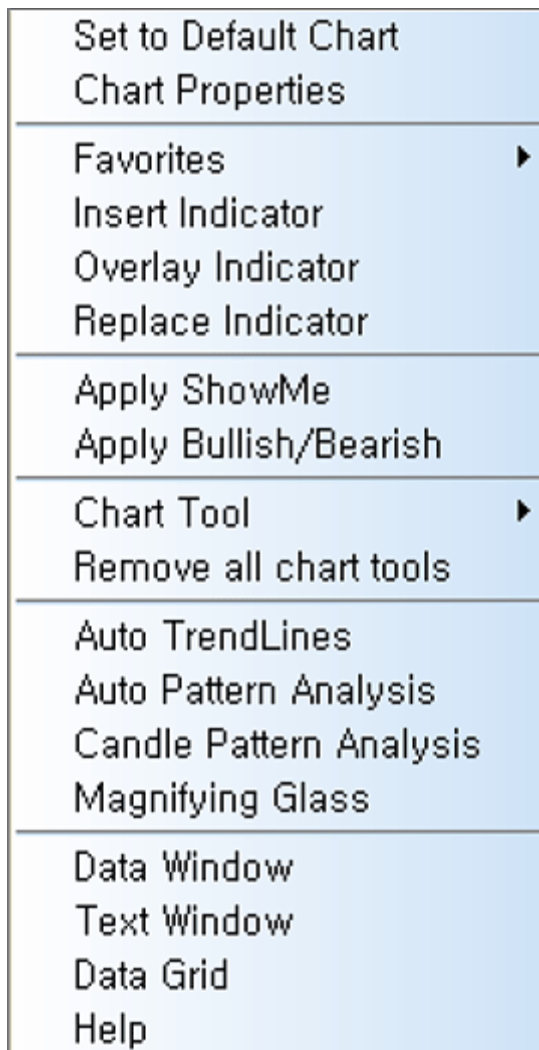 Set to Default Chart
Chart Properties
Favorites
Insert Indicator
Overlay Indicator
Replace Indicator
Apply ShowMe
Apply Bullish/Bearish
Chart Tool
Remove all chart tools
Auto TrendLines
Auto Pattern Analysis
Candle Pattern Analysis
Magnifying Glass
Data Window
Text Window
Data Grid
Help